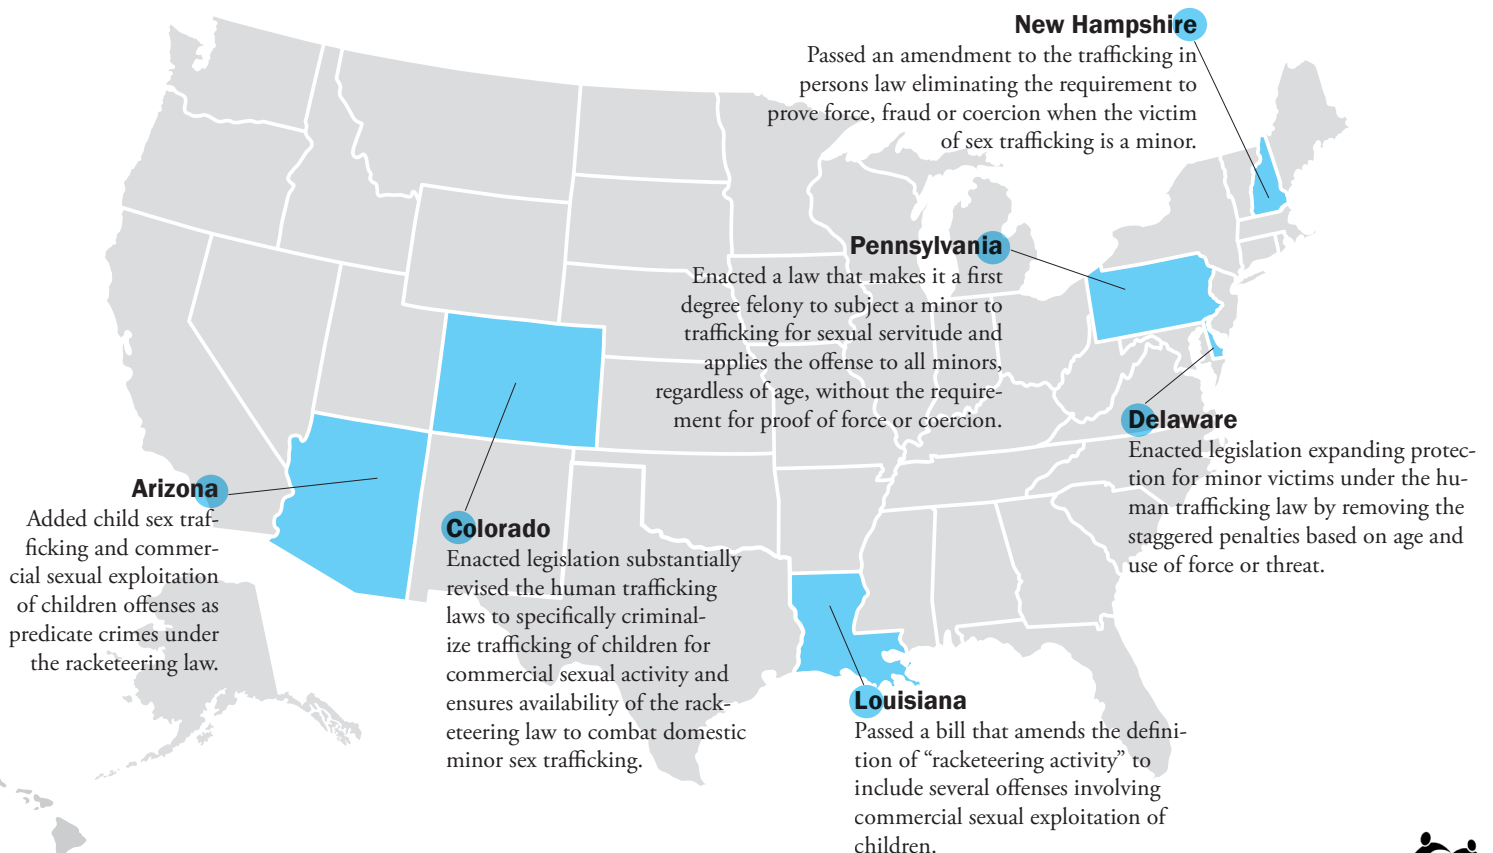 New Hampshire
Passed an amendment to the trafficking in
persons law eliminating the requirement to
prove force, fraud or coercion when the victim
of sex trafficking is a minor.
Pennsylvania
Enacted a law that makes it a first
degree felony to subject a minor to
trafficking for sexual servitude and
applies the offense to all minors,
regardless of age, without the require-
ment for proof of force or coercion.
Delaware
Enacted legislation expanding protec-
tion for minor victims under the hu-
man trafficking law by removing the
staggered penalties based on age and
use of force or threat.
Arizona
Added child sex traf-
ficking and commer-
cial sexual exploitation
of children offenses as
predicate crimes under
the racketeering law.
Colorado
Enacted legislation substantially
revised the human trafficking
laws to specifically criminal-
ize trafficking of children for
commercial sexual activity and
ensures availability of the rack-
eteering law to combat domestic
minor sex trafficking.
Louisiana
Passed a bill that amends the defini-
tion of “racketeering activity” to
include several offenses involving
commercial sexual exploitation of
children.